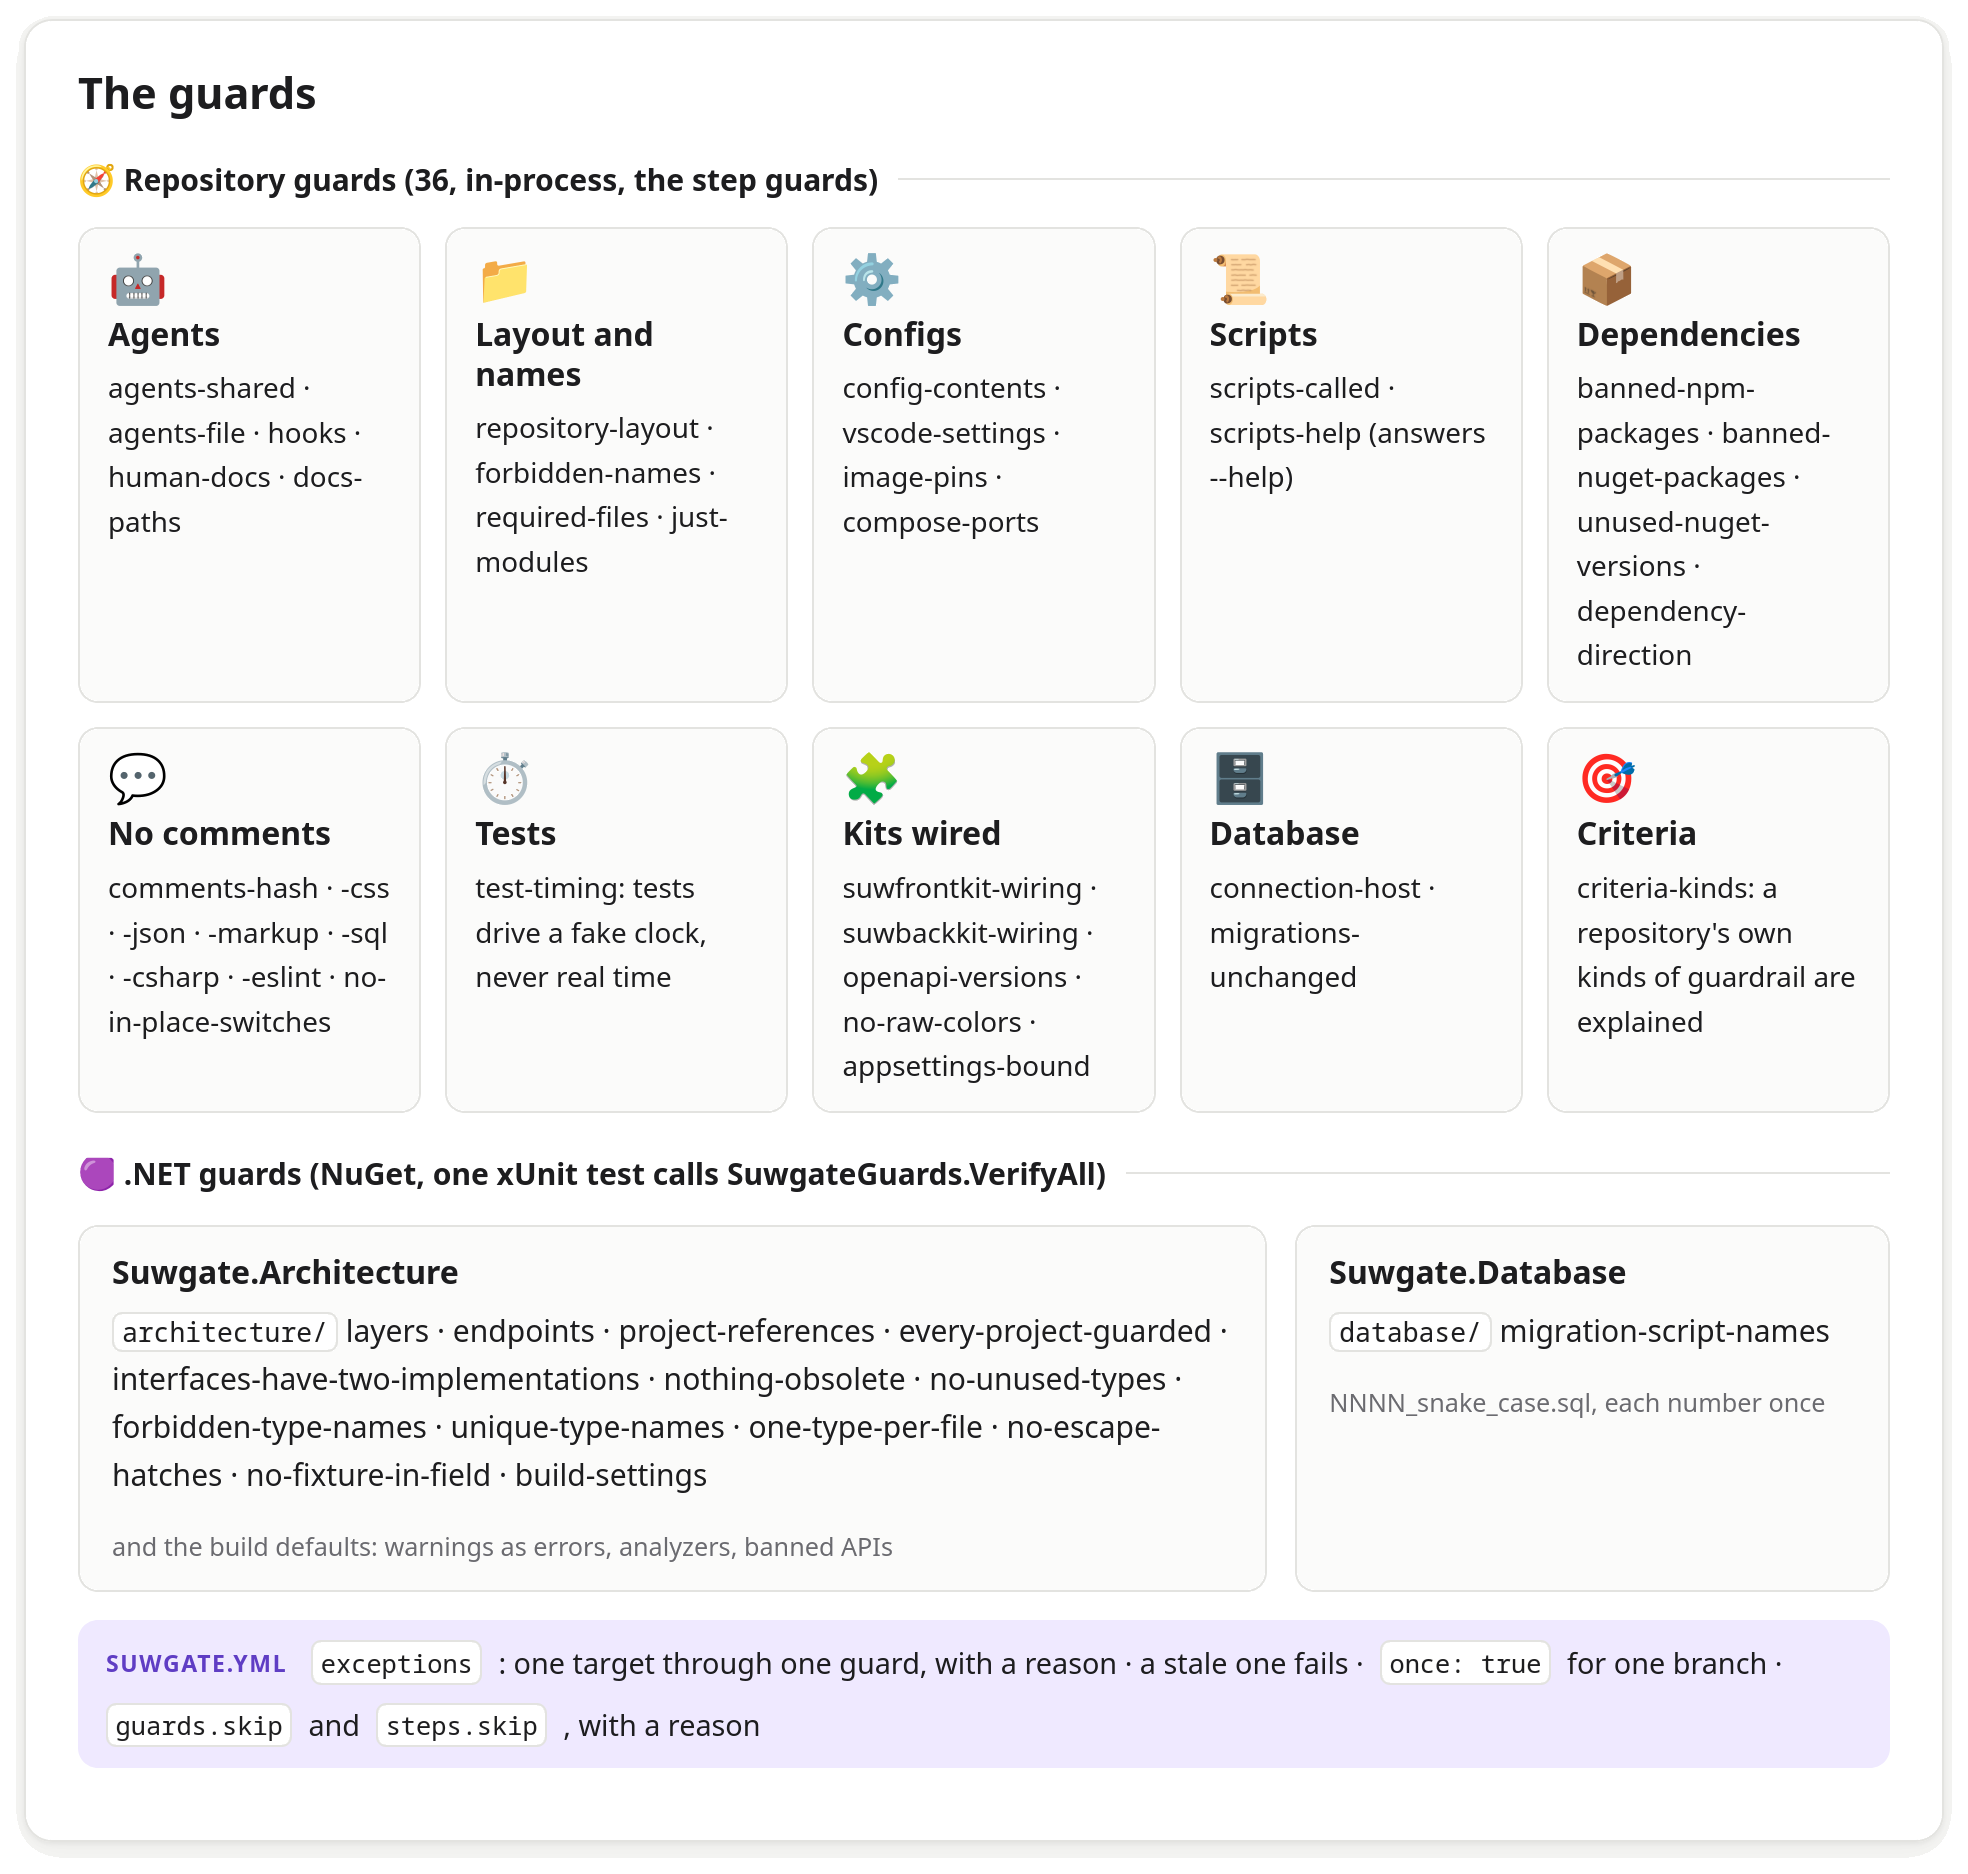 The guards
Repository guards (36, in-process, the step guards)
Agents
agents-shared ·
agents-file · hooks ·
human-docs · docs-
paths
Layout and
names
repository-layout ·
forbidden-names ·
required-files · just-
modules
Configs
config-contents ·
vscode-settings ·
image-pins ·
compose-ports
Scripts
scripts-called ·
scripts-help (answers
--help)
Dependencies
banned-npm-
packages · banned-
nuget-packages ·
unused-nuget-
versions ·
dependency-
direction
No comments
comments-hash · -css
· -json · -markup · -sql
· -csharp · -eslint · no-
in-place-switches
Tests
test-timing: tests
drive a fake clock,
never real time
Kits wired
suwfrontkit-wiring ·
suwbackkit-wiring ·
openapi-versions ·
no-raw-colors ·
appsettings-bound
Database
connection-host ·
migrations-
unchanged
Criteria
criteria-kinds: a
repository's own
kinds of guardrail are
explained
.NET guards (NuGet, one xUnit test calls SuwgateGuards.VerifyAll)
Suwgate.Architecture
architecture/ layers · endpoints · project-references · every-project-guarded ·
interfaces-have-two-implementations · nothing-obsolete · no-unused-types ·
forbidden-type-names · unique-type-names · one-type-per-file · no-escape-
hatches · no-fixture-in-field · build-settings
and the build defaults: warnings as errors, analyzers, banned APIs
Suwgate.Database
database/ migration-script-names
NNNN_snake_case.sql, each number once
SUWGATE.YML exceptions : one target through one guard, with a reason · a stale one fails · once: true for one branch ·
guards.skip and steps.skip , with a reason